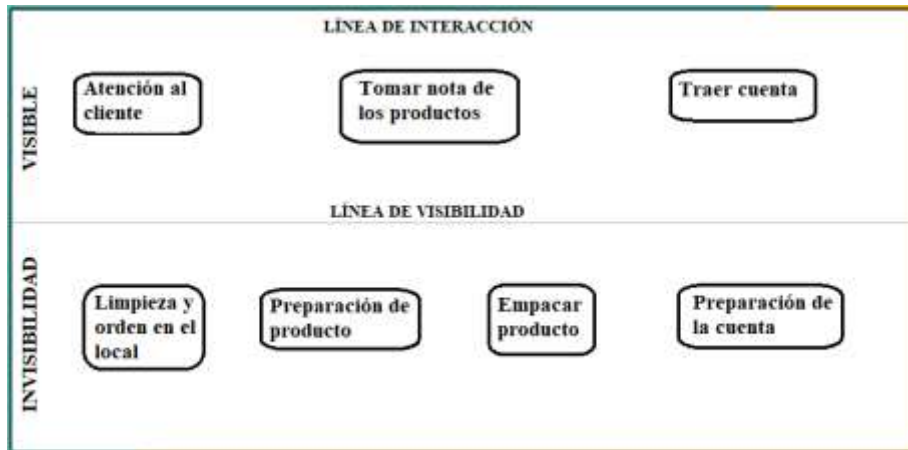 LÍNEA DE INTERACCIÓN
VISIBLE
Atención al
cliente
Tomar nota de
los productos
Traer cuenta
LÍNEA DE VISIBILIDAD
INVISIBILIDAD
Limpieza y
orden en el
local
Preparación de
producto
Empacar
producto
Preparación de
la cuenta